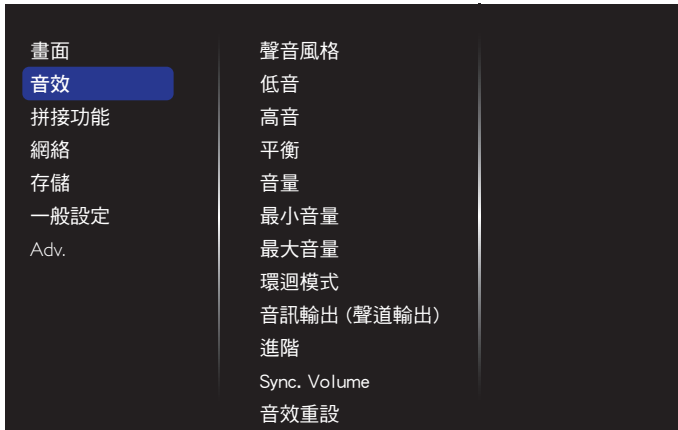 畫面
音效
拼接功能
網絡
存儲
一般設定
Adv.
聲音風格
低音
高音
平衡
音量
最小音量
最大音量
環迴模式
音訊輸出 (聲道輸出)
進階
Sync. Volume
音效重設